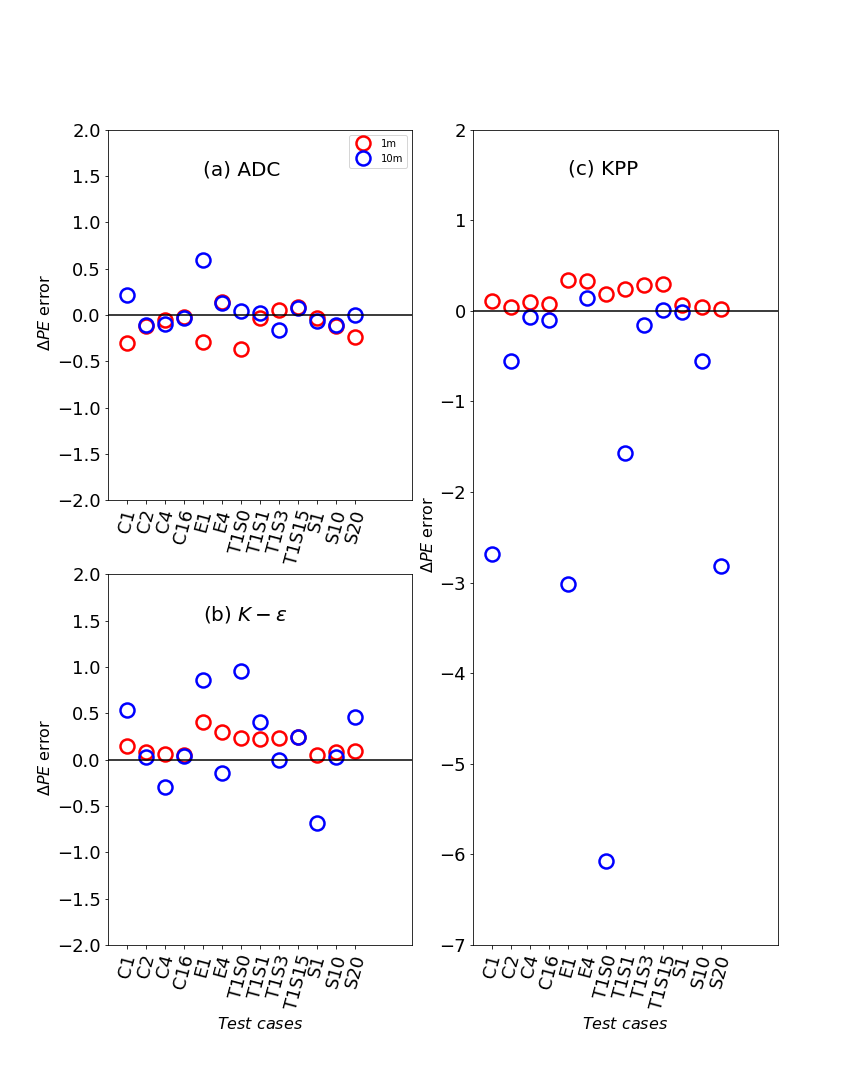 (a) ADC
1m
10m
2.0
1.5
1.0
0.5
0.0
−0.5
−1.0
−1.5
−2.0
ΔPE error
C1 C2 C4 C16 E1 E4 T1S0 T1S1 T1S3 T1S15 S1 S10 S20
(b) K − ε
2.0
1.5
1.0
0.5
0.0
−0.5
−1.0
−1.5
−2.0
ΔPE error
C1 C2 C4 C16 E1 E4 T1S0 T1S1 T1S3 T1S15 S1 S10 S20
Test cases
(c) KPP
2
1
0
−1
−2
−3
−4
−5
−6
−7
ΔPE error
C1 C2 C4 C16 E1 E4 T1S0 T1S1 T1S3 T1S15 S1 S10 S20
Test cases